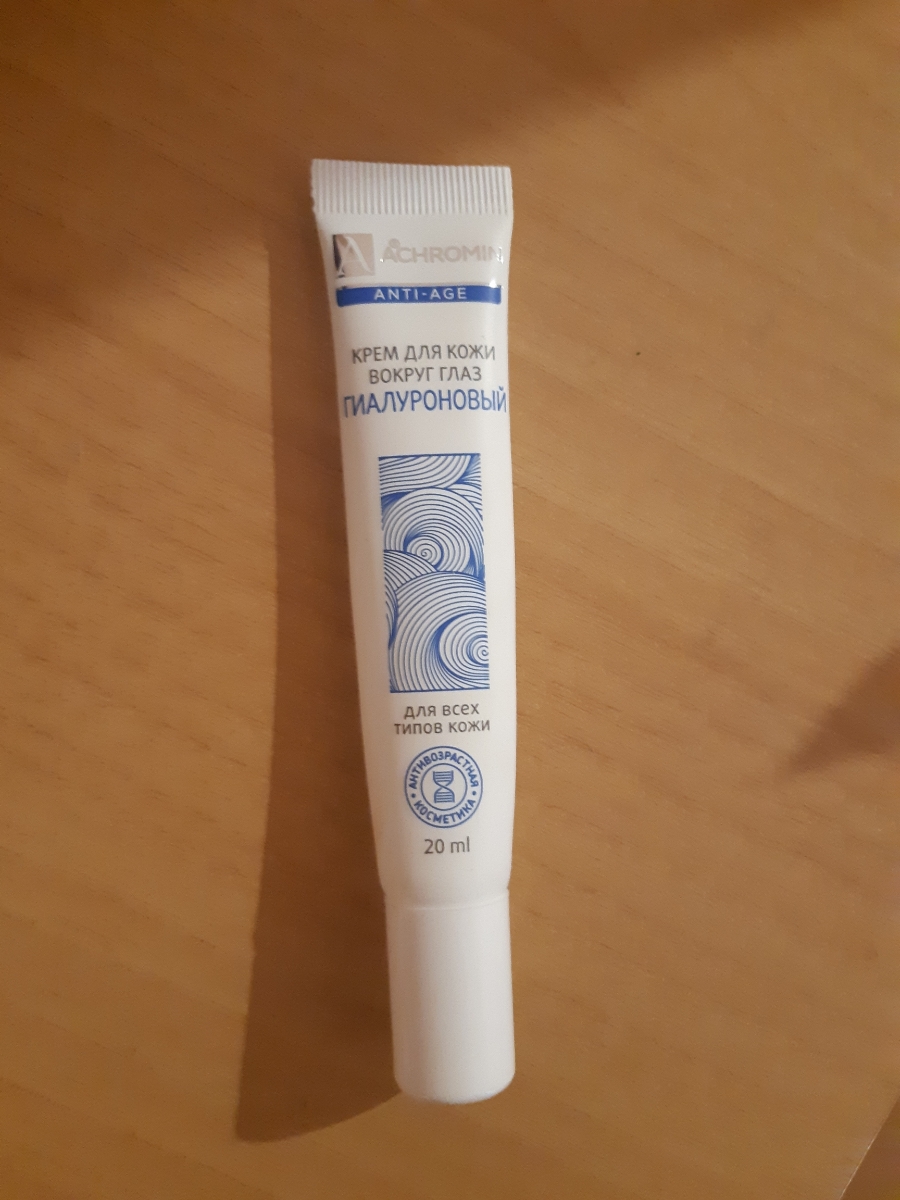 ACHROMIN
ANTI-AGE
КРЕМ ДЛЯ КОЖИ
ВОКРУГ ГЛАЗ
ГИАЛУРОНОВЫЙ
для всех
типов кожи
• АНТИВОЗРАСТНАЯ •
КОСМЕТИКА
20 ml